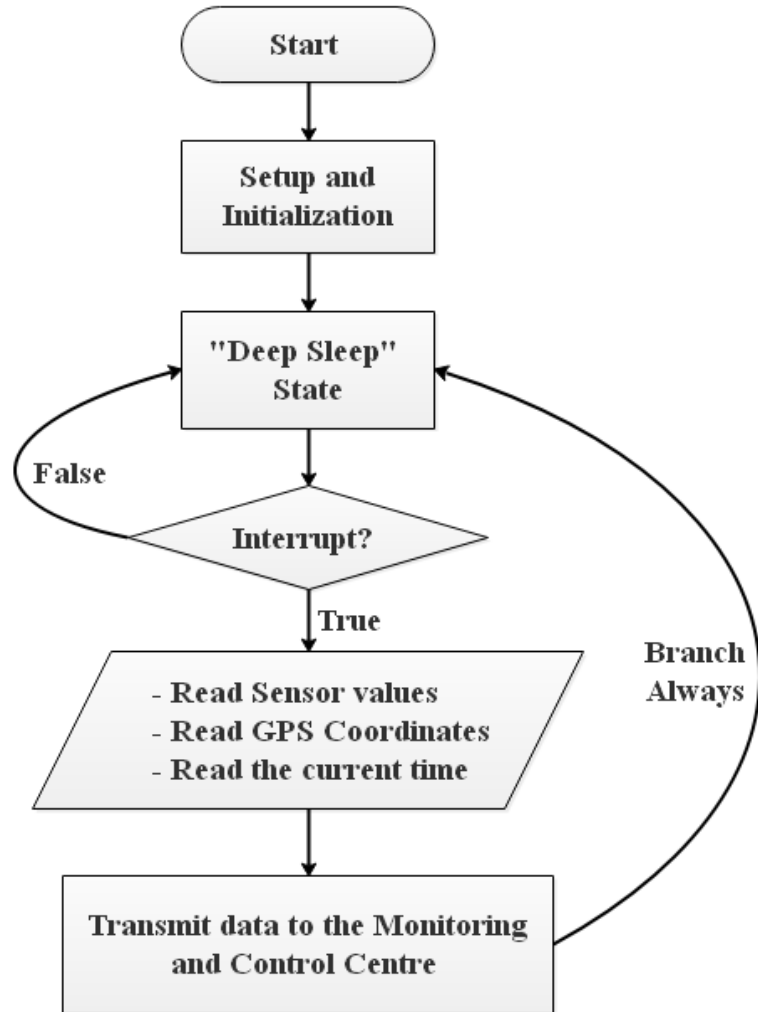 Start
Setup and
Initialization
"Deep Sleep"
State
False
Interrupt?
True
Branch
Always
- Read Sensor values
- Read GPS Coordinates
- Read the current time
Transmit data to the Monitoring
and Control Centre